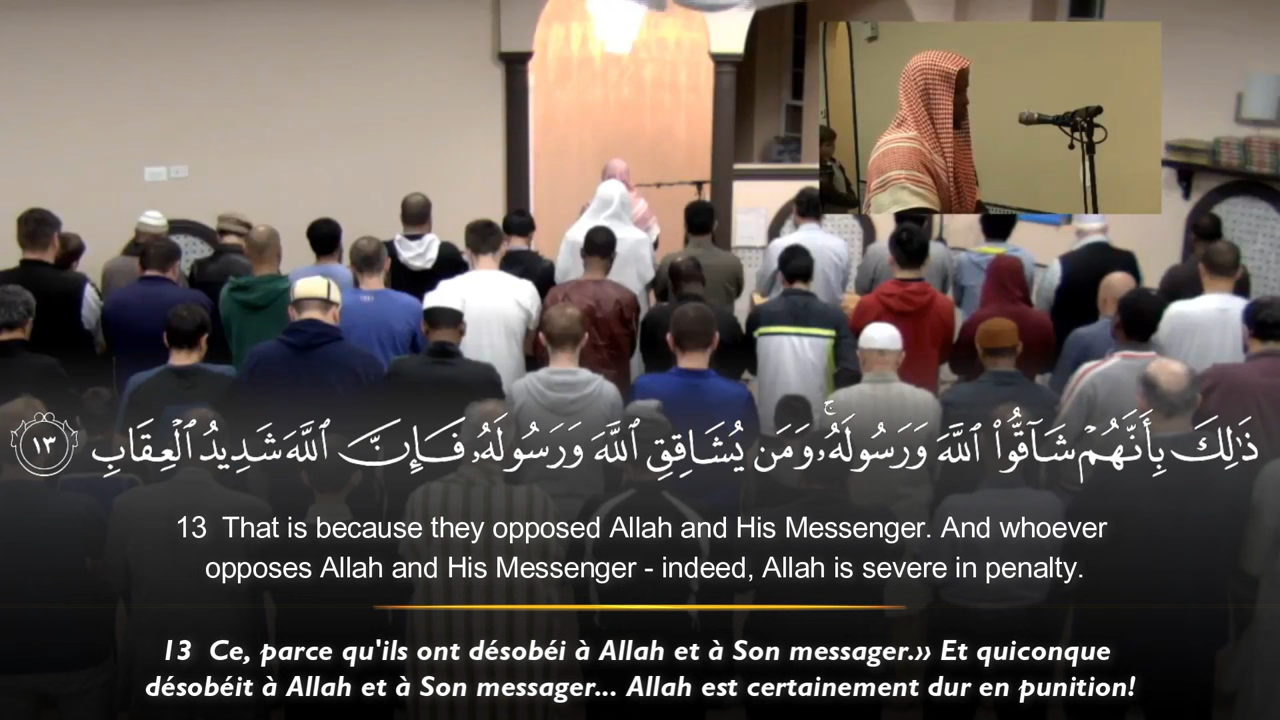 ذَٰلِكَ بِأَنَّهُمْ شَآقُّوا۟ ٱللَّهَ وَرَسُولَهُۥ ۚ وَمَن يُشَاقِقِ ٱللَّهَ وَرَسُولَهُۥ فَإِنَّ ٱللَّهَ شَدِيدُ ٱلْعِقَابِ ١٣
13 That is because they opposed Allah and His Messenger. And whoever
opposes Allah and His Messenger - indeed, Allah is severe in penalty.
13 Ce, parce qu'ils ont désobéi à Allah et à Son messager.» Et quiconque
désobéit à Allah et à Son messager... Allah est certainement dur en punition!